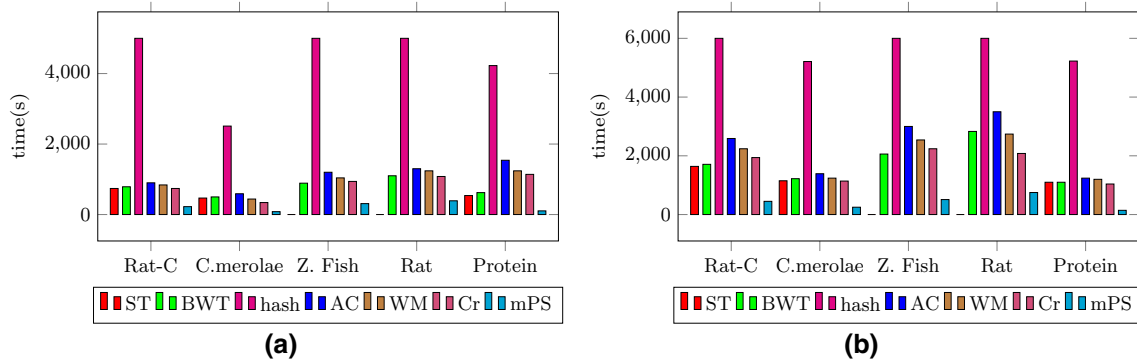 4,000
2,000
0
time(s)
Rat-C C.merolae Z. Fish Rat Protein
ST BWT hash AC WM Cr mPS
(a)
6,000
4,000
2,000
0
time(s)
Rat-C C.merolae Z. Fish Rat Protein
ST BWT hash AC WM Cr mPS
(b)